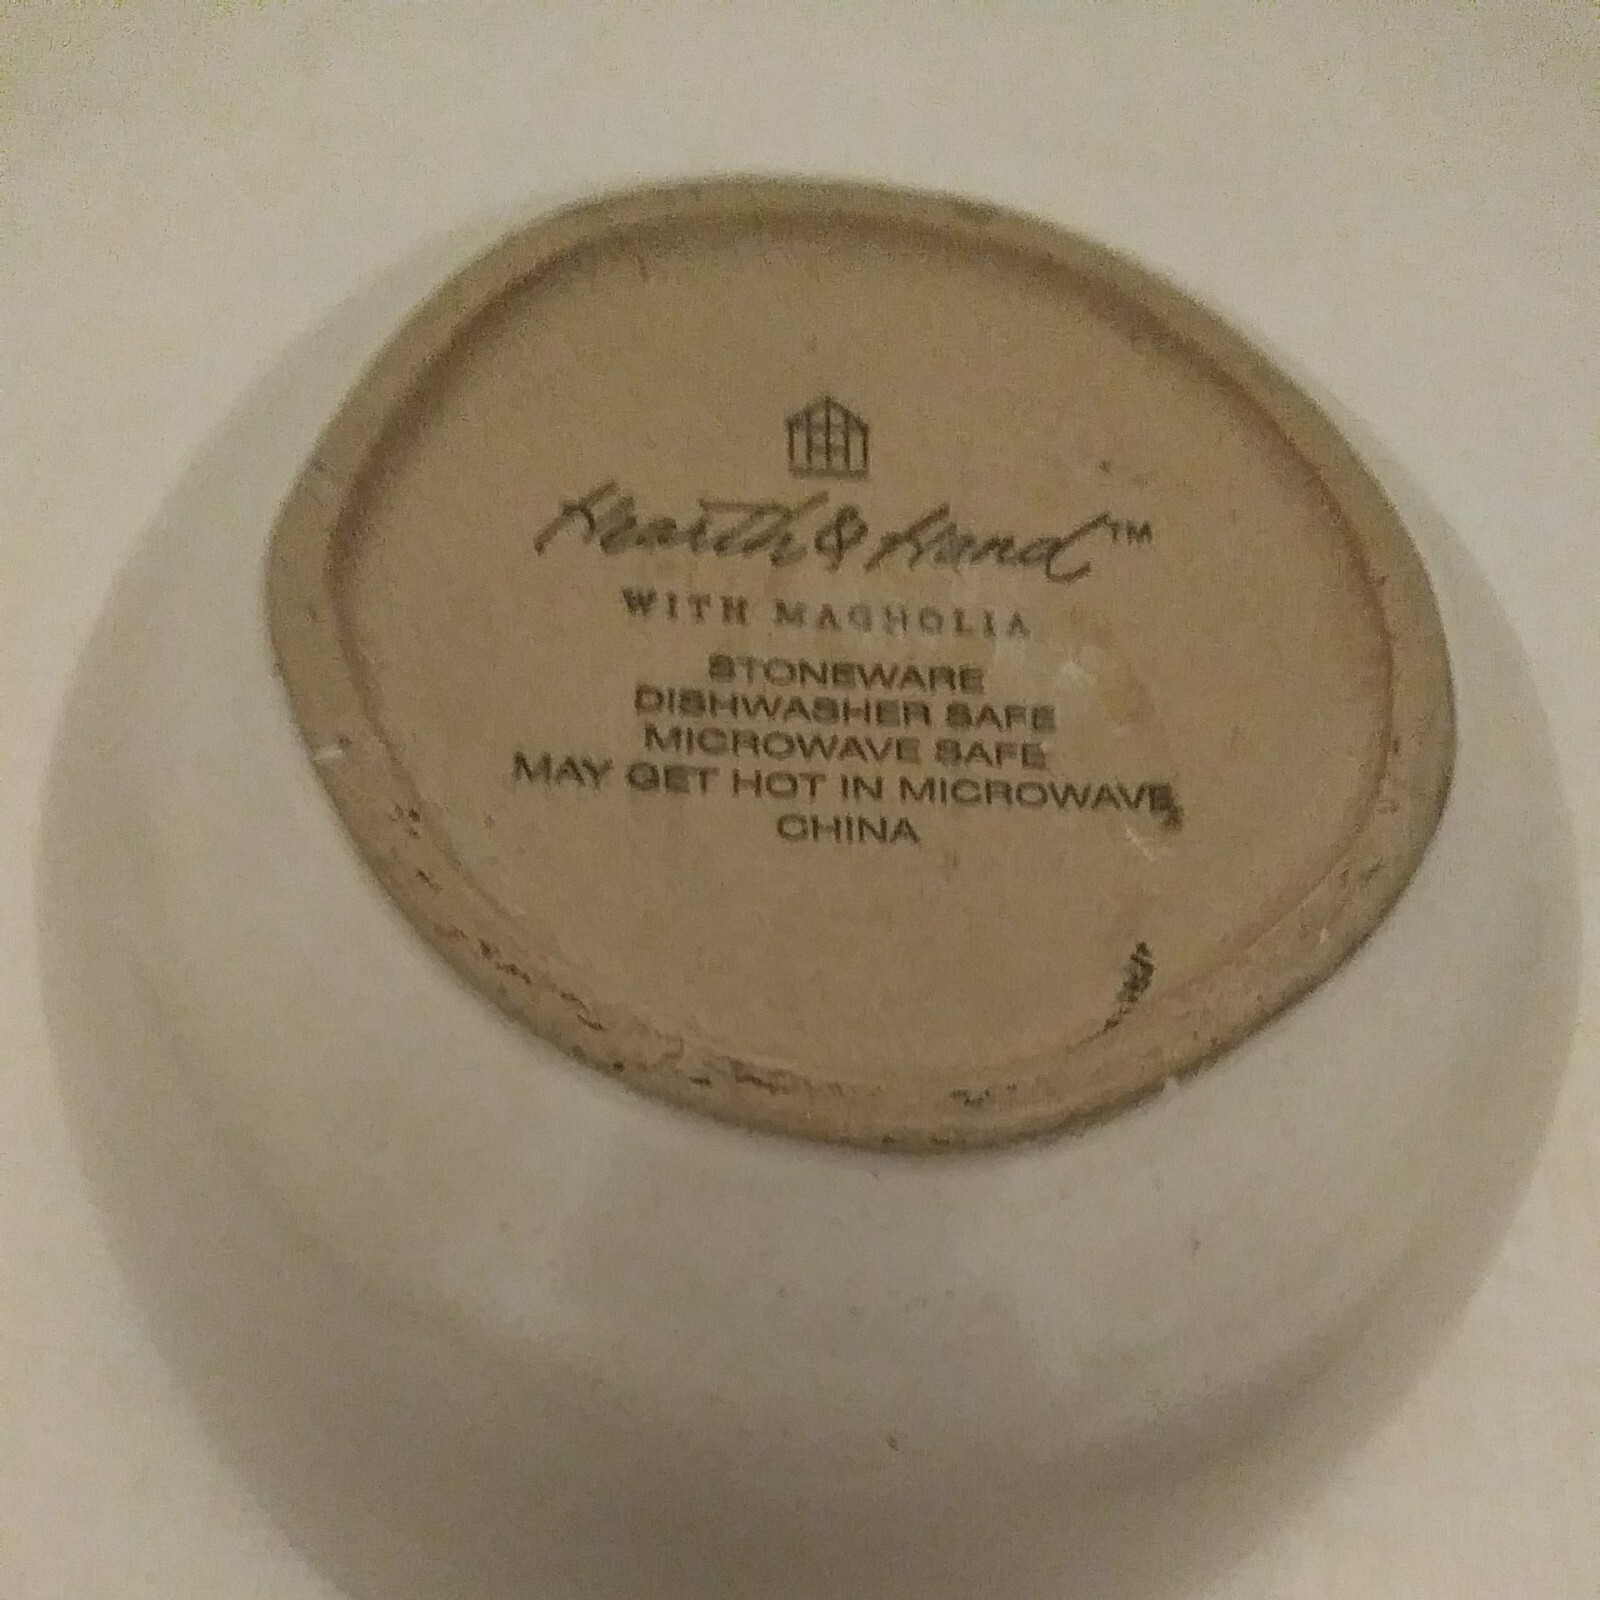 Hearth & Hand™
WITH MAGNOLIA
STONEWARE
DISHWASHER SAFE
MICROWAVE SAFE
MAY GET HOT IN MICROWAVE
CHINA